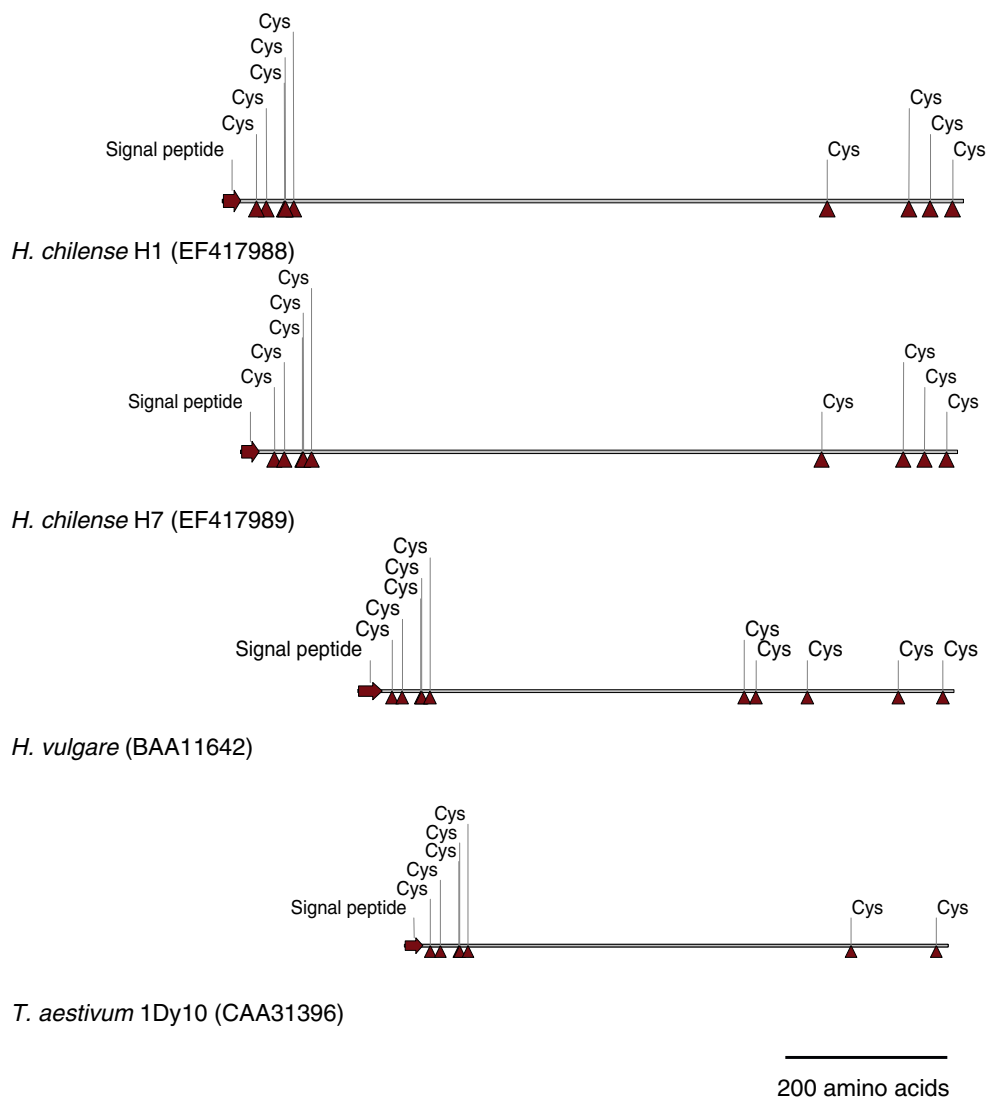 Cys
Cys
Cys
Cys Cys
Cys Cys
Signal peptide Cys Cys
H. chilense H1 (EF417988)
Cys
Cys
Cys
Cys Cys
Cys Cys
Signal peptide Cys Cys
H. chilense H7 (EF417989)
Cys
Cys
Cys
Cys
Cys Cys
Signal peptide Cys Cys Cys Cys
H. vulgare (BAA11642)
Cys
Cys
Cys
Cys
Cys
Signal peptide Cys Cys
T. aestivum 1Dy10 (CAA31396)
200 amino acids